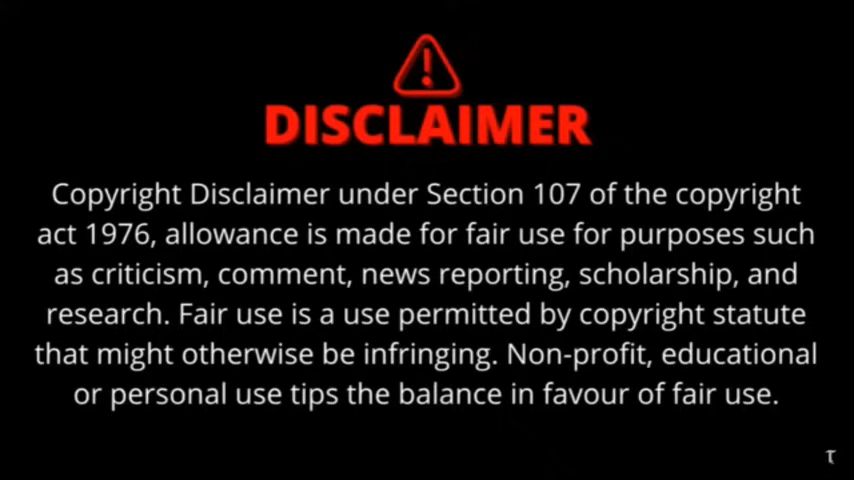 DISCLAIMER
Copyright Disclaimer under Section 107 of the copyright
act 1976, allowance is made for fair use for purposes such
as criticism, comment, news reporting, scholarship, and
research. Fair use is a use permitted by copyright statute
that might otherwise be infringing. Non-profit, educational
or personal use tips the balance in favour of fair use.
τ